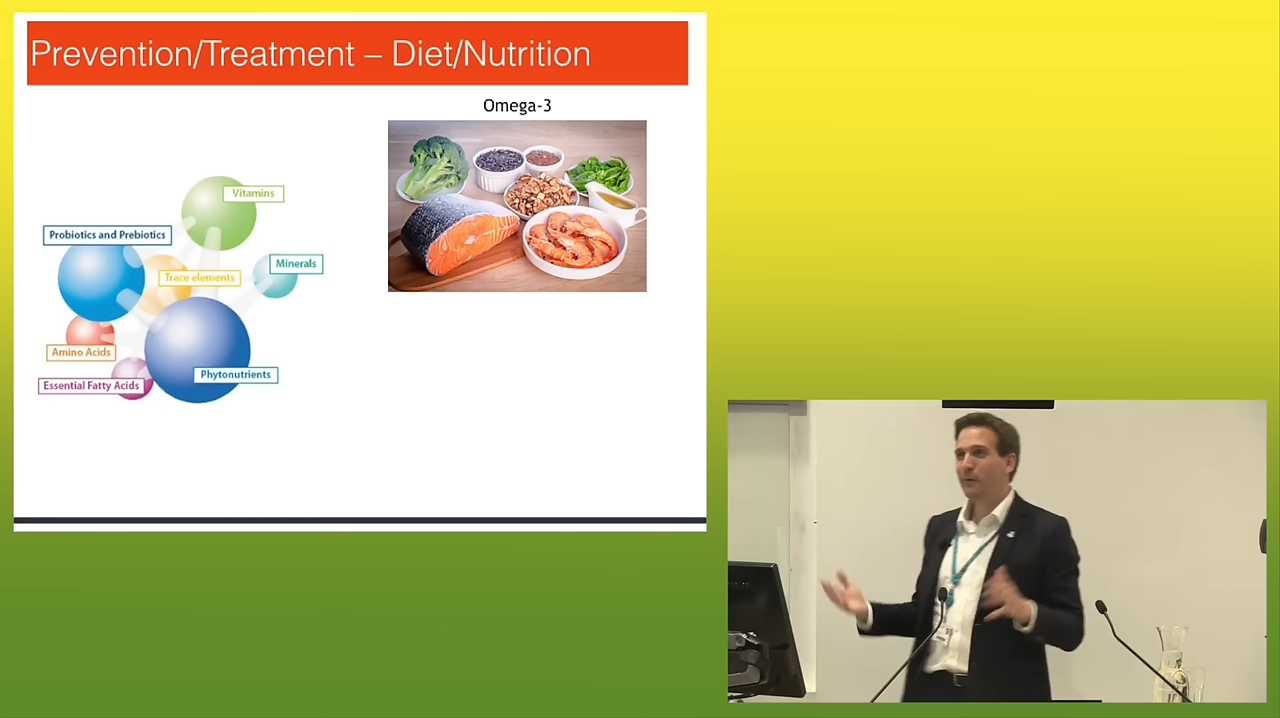 Prevention/Treatment – Diet/Nutrition
Omega-3
Vitamins
Probiotics and Prebiotics
Minerals
Trace elements
Amino Acids
Phytonutrients
Essential Fatty Acids